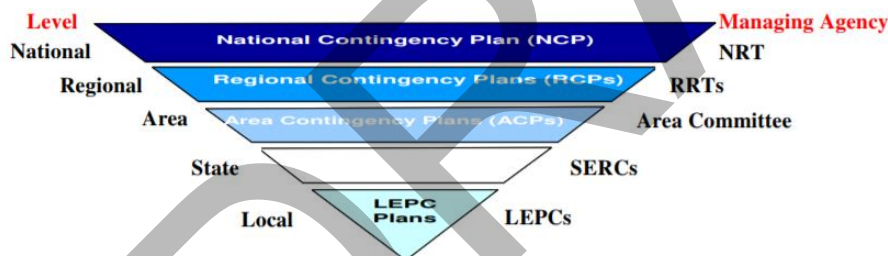 Level
Managing Agency
National
National Contingency Plan (NCP)
NRT
Regional
Regional Contingency Plans (RCPs)
RRTs
Area
Area Contingency Plans (ACPs)
Area Committee
State
SERCs
Local
LEPC
Plans
LEPCs